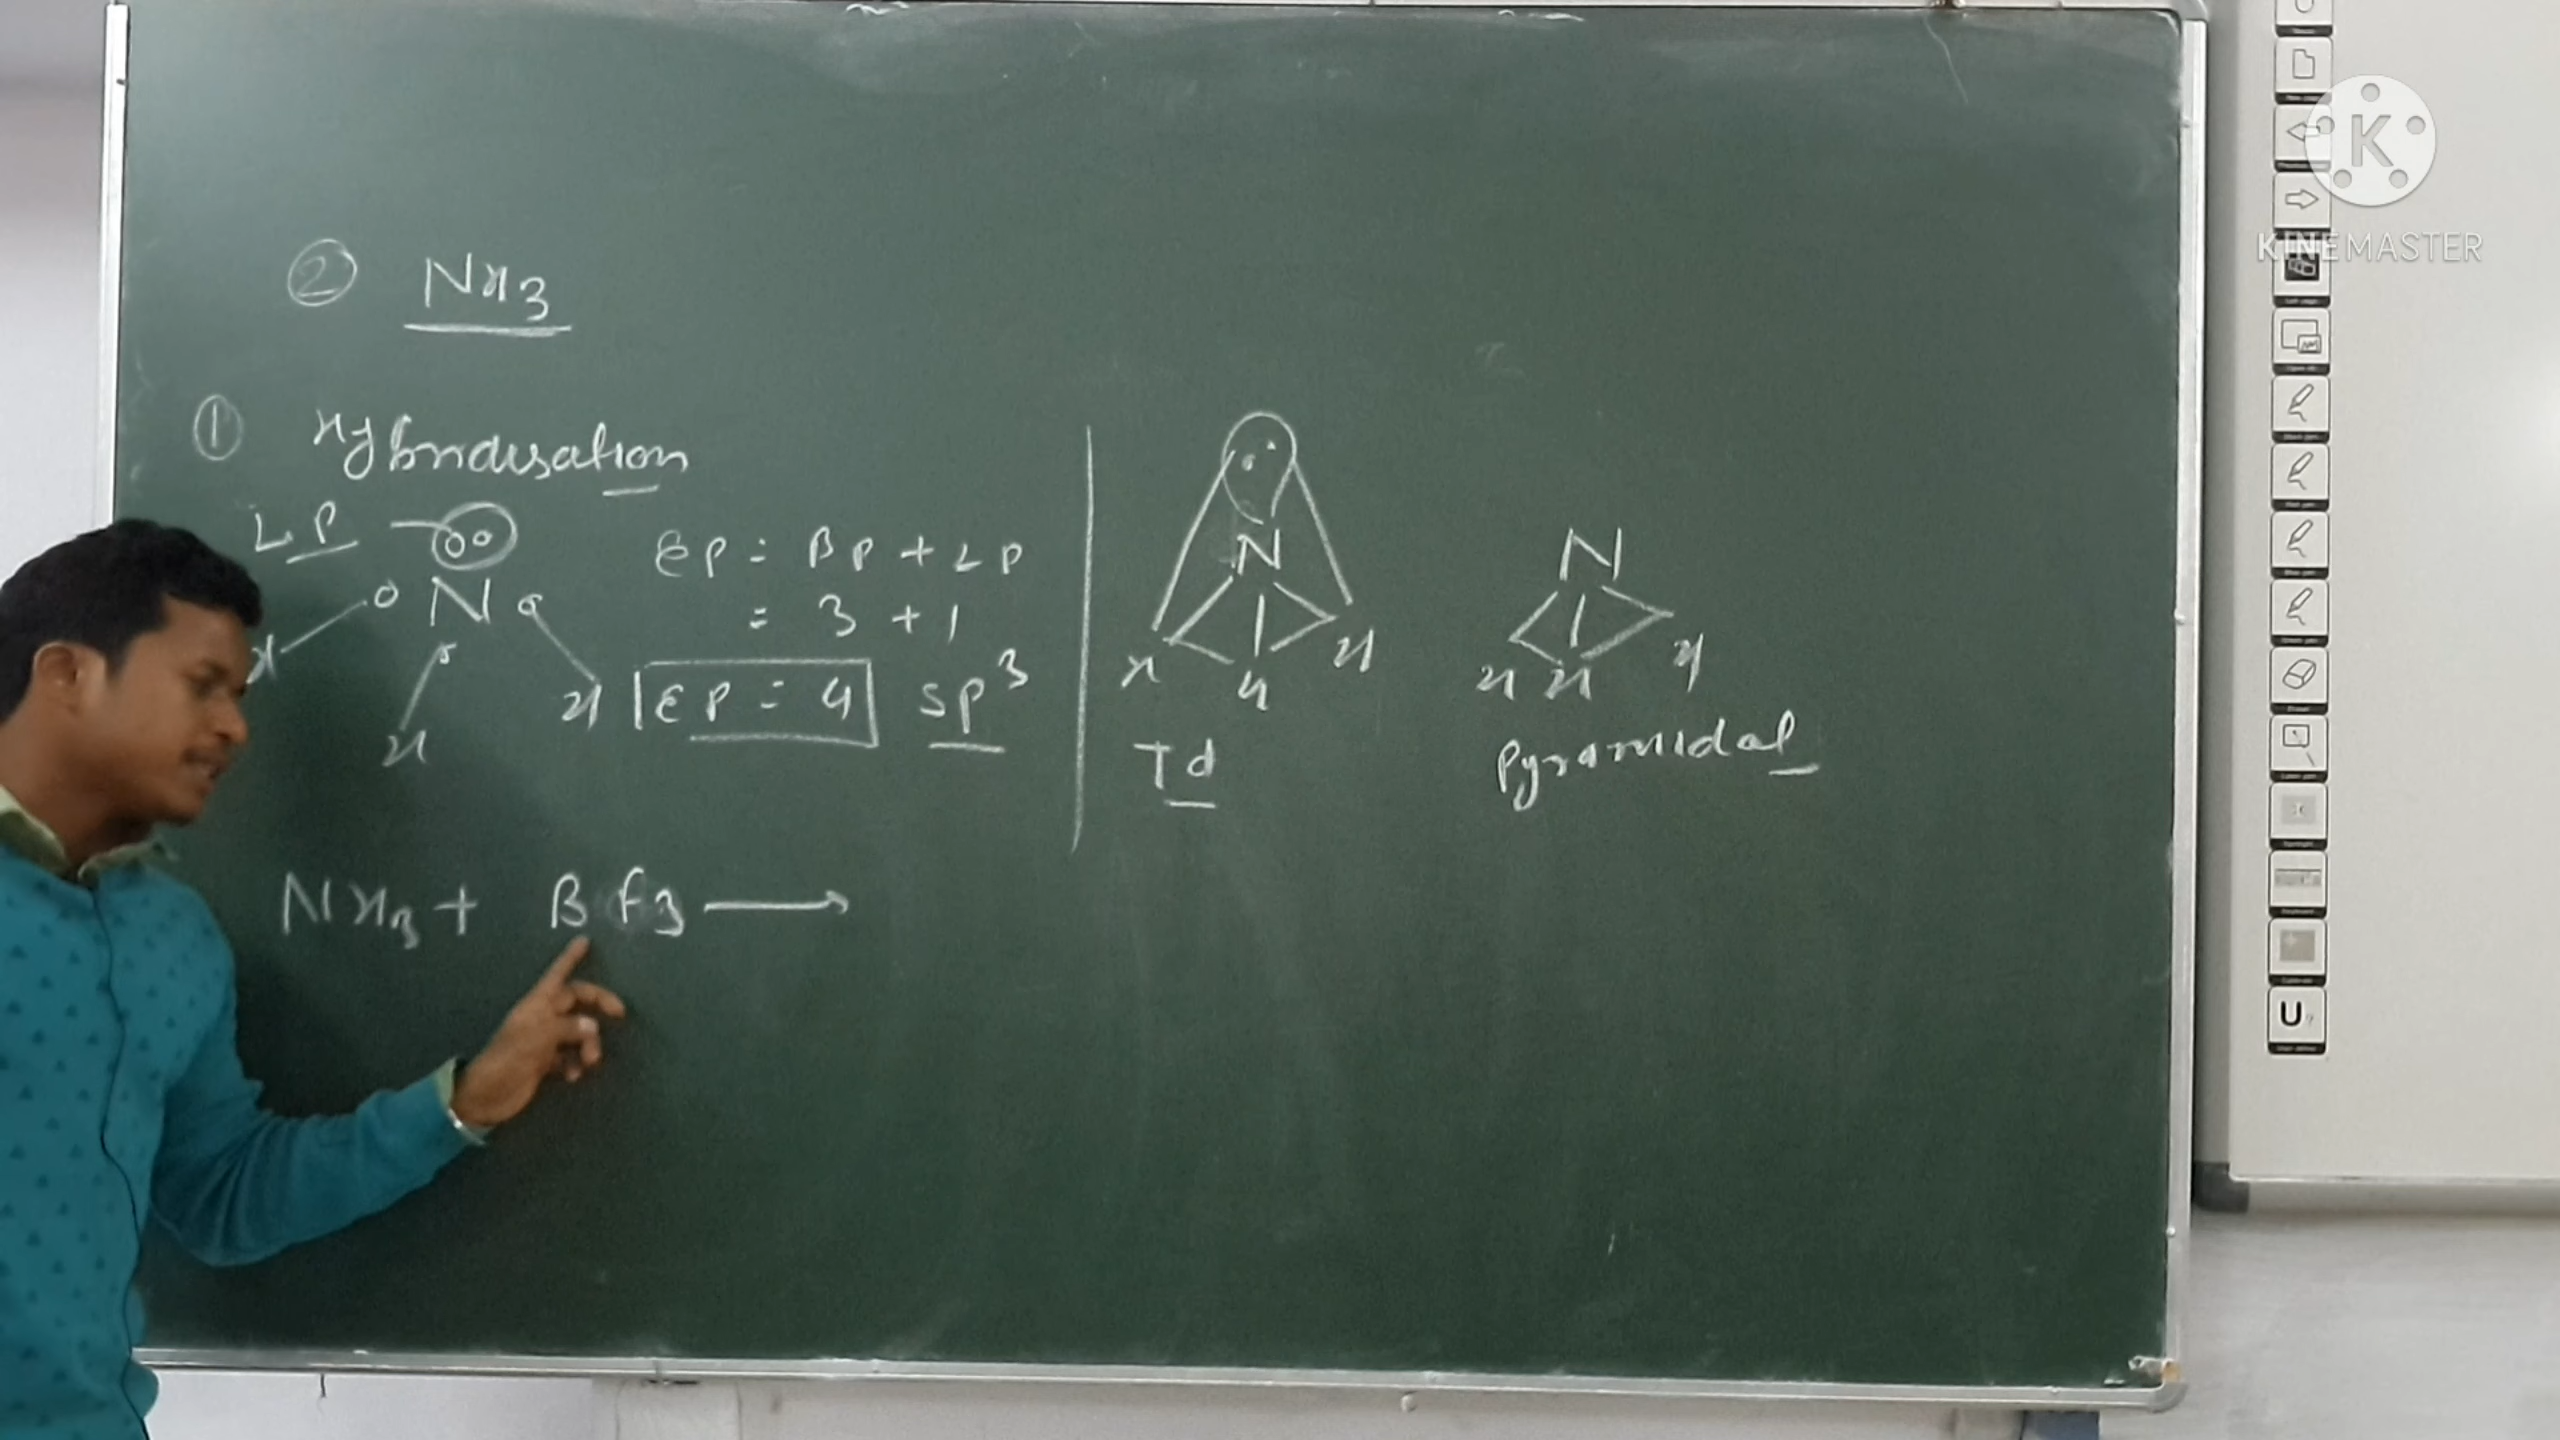 ② NH3
① Hybridisation
LP
N
H
H
H
EP = BP + LP
= 3 + 1
EP = 4 sp3
N
H H H
Td
N
H H H
Pyramidal
NH3 + BF3 ⟶
K
KINEMASTER
U